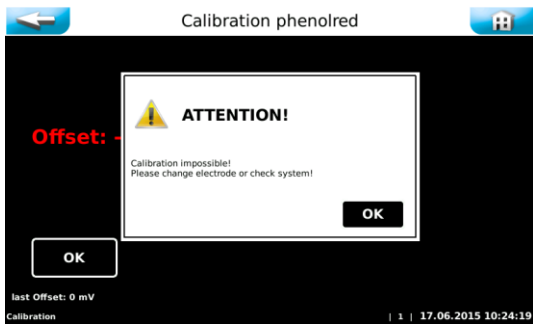 Calibration phenolred
ATTENTION!
Offset: -
Calibration impossible!
Please change electrode or check system!
OK
OK
last Offset: 0 mV
Calibration | 1 | 17.06.2015 10:24:19